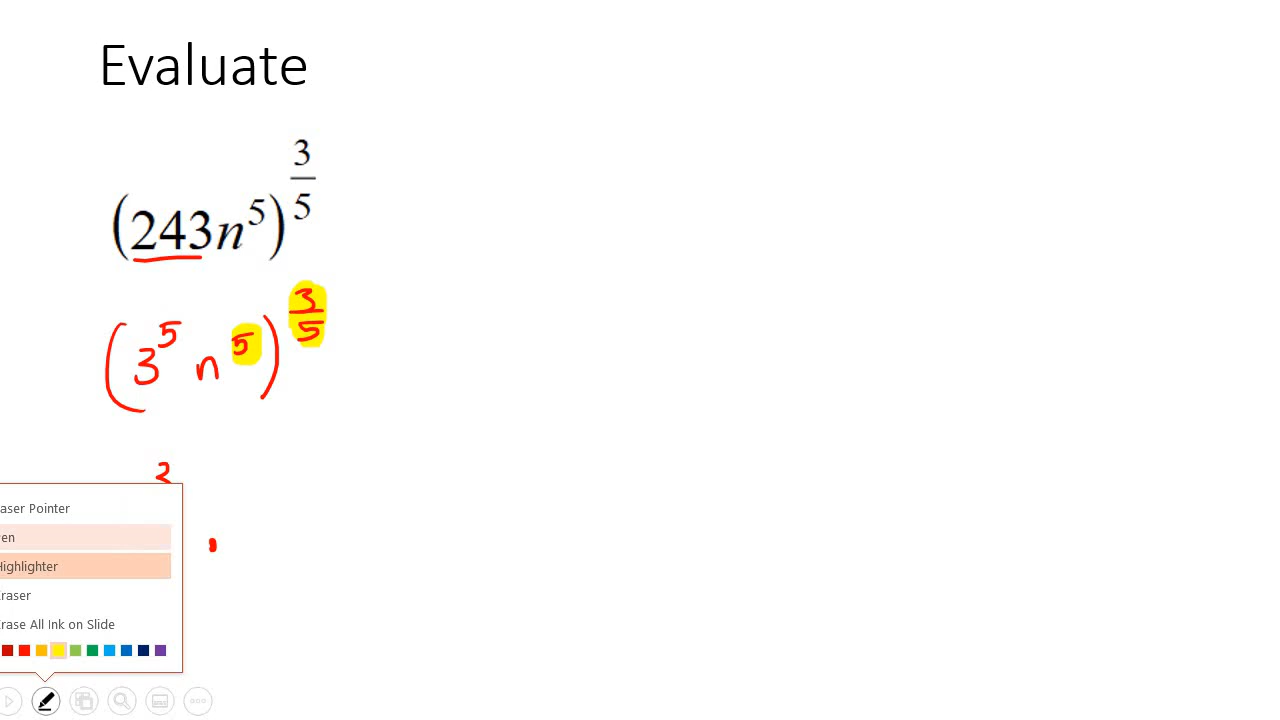 Evaluate
(243n^5)^{3/5}
(3^5 n^5)^{3/5}
3
aser Pointer
en
Highlighter
raser
rase All Ink on Slide